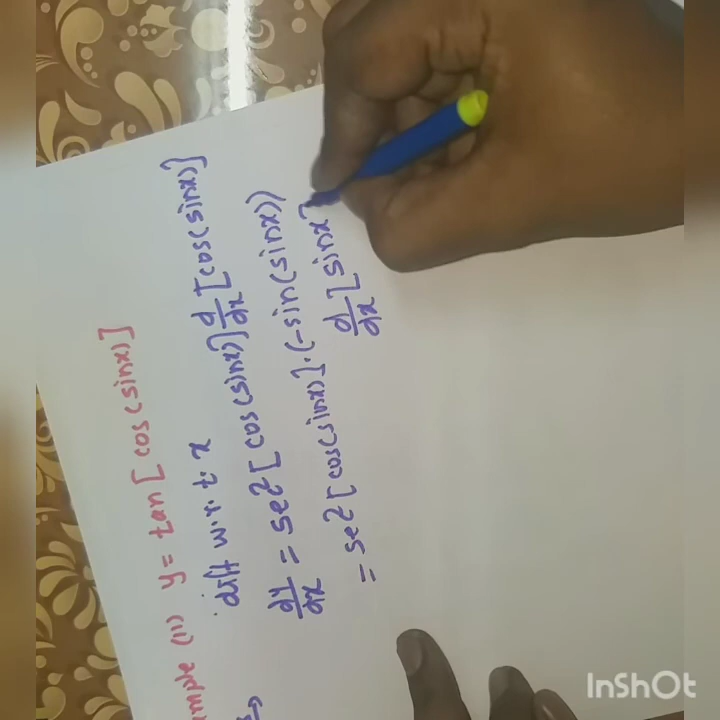 ample (11) y = tan [cos(sinx)]
diff w.r.t. x
dy/dx = sec²[cos(sinx)] d/dx [cos(sinx)]
= sec²[cos(sinx)]·(-sin(sinx))
d/dx [sinx]
InShOt